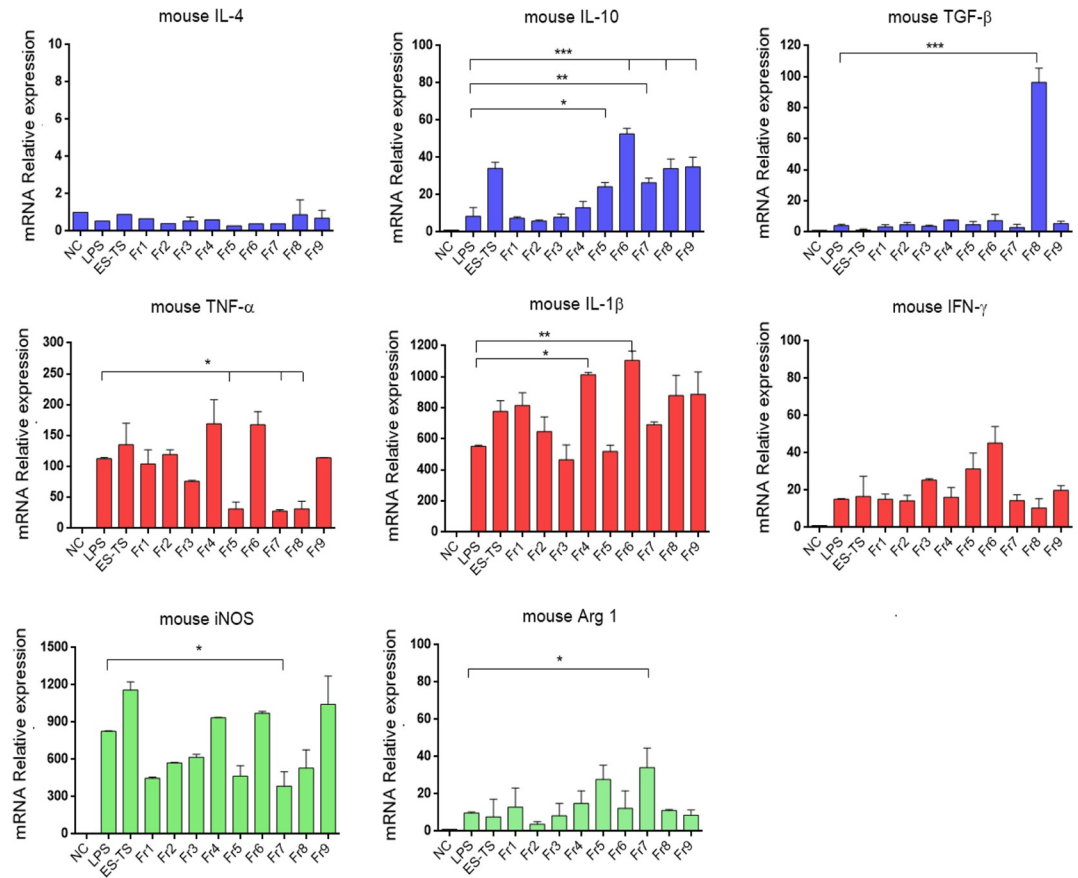 mouse IL-4
mRNA Relative expression
10
8
6
4
2
0
NC LPS ES-TS Fr1 Fr2 Fr3 Fr4 Fr5 Fr6 Fr7 Fr8 Fr9
mouse IL-10
mRNA Relative expression
100
80
60
40
20
0
***
**
*
NC LPS ES-TS Fr1 Fr2 Fr3 Fr4 Fr5 Fr6 Fr7 Fr8 Fr9
mouse TGF-β
mRNA Relative expression
120
100
80
60
40
20
0
***
NC LPS ES-TS Fr1 Fr2 Fr3 Fr4 Fr5 Fr6 Fr7 Fr8 Fr9
mouse TNF-α
mRNA Relative expression
300
250
200
150
100
50
0
*
NC LPS ES-TS Fr1 Fr2 Fr3 Fr4 Fr5 Fr6 Fr7 Fr8 Fr9
mouse IL-1β
mRNA Relative expression
1200
1000
800
600
400
200
0
**
*
NC LPS ES-TS Fr1 Fr2 Fr3 Fr4 Fr5 Fr6 Fr7 Fr8 Fr9
mouse IFN-γ
mRNA Relative expression
100
80
60
40
20
0
NC LPS ES-TS Fr1 Fr2 Fr3 Fr4 Fr5 Fr6 Fr7 Fr8 Fr9
mouse iNOS
mRNA Relative expression
1500
1200
900
600
300
0
*
NC LPS ES-TS Fr1 Fr2 Fr3 Fr4 Fr5 Fr6 Fr7 Fr8 Fr9
mouse Arg 1
mRNA Relative expression
100
80
60
40
20
0
*
NC LPS ES-TS Fr1 Fr2 Fr3 Fr4 Fr5 Fr6 Fr7 Fr8 Fr9